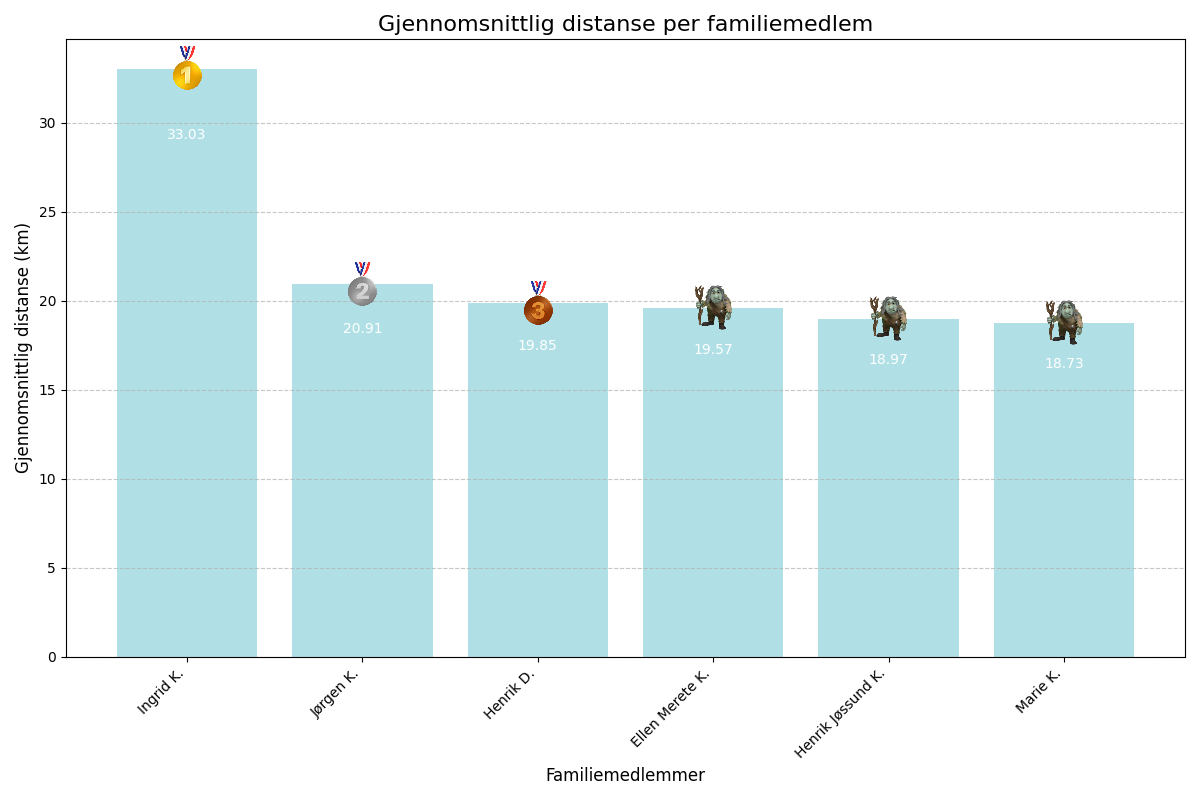 Gjennomsnittlig distanse per familiemedlem
Gjennomsnittlig distanse (km)
30
25
20
15
10
5
0
1
2
3
33.03
20.91
19.85
19.57
18.97
18.73
Ingrid K.
Jørgen K.
Henrik D.
Ellen Merete K.
Henrik Jøssund K.
Marie K.
Familiemedlemmer